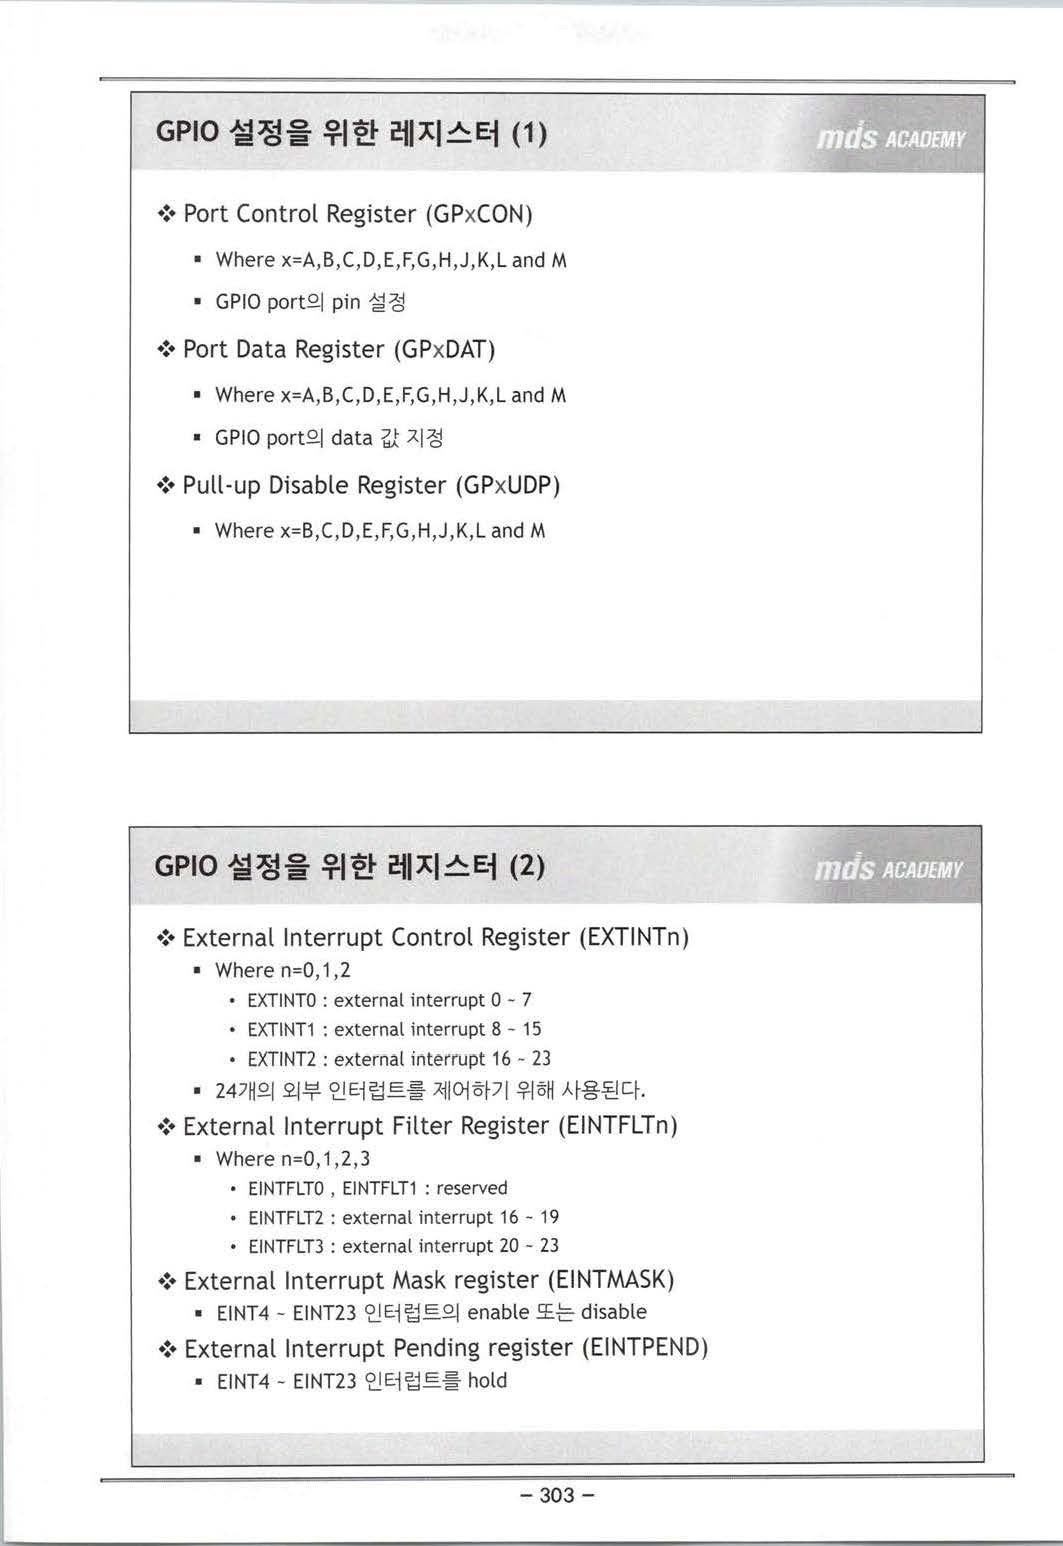 GPIO 설정을 위한 레지스터 (1)
mds ACADEMY
❖ Port Control Register (GPxCON)
▪ Where x=A,B,C,D,E,F,G,H,J,K,L and M
▪ GPIO port의 pin 설정
❖ Port Data Register (GPxDAT)
▪ Where x=A,B,C,D,E,F,G,H,J,K,L and M
▪ GPIO port의 data 값 지정
❖ Pull-up Disable Register (GPxUDP)
▪ Where x=B,C,D,E,F,G,H,J,K,L and M
GPIO 설정을 위한 레지스터 (2)
mds ACADEMY
❖ External Interrupt Control Register (EXTINTn)
▪ Where n=0,1,2
• EXTINT0 : external interrupt 0 ~ 7
• EXTINT1 : external interrupt 8 ~ 15
• EXTINT2 : external interrupt 16 ~ 23
▪ 24개의 외부 인터럽트를 제어하기 위해 사용된다.
❖ External Interrupt Filter Register (EINTFLTn)
▪ Where n=0,1,2,3
• EINTFLT0 , EINTFLT1 : reserved
• EINTFLT2 : external interrupt 16 ~ 19
• EINTFLT3 : external interrupt 20 ~ 23
❖ External Interrupt Mask register (EINTMASK)
▪ EINT4 ~ EINT23 인터럽트의 enable 또는 disable
❖ External Interrupt Pending register (EINTPEND)
▪ EINT4 ~ EINT23 인터럽트를 hold
– 303 –